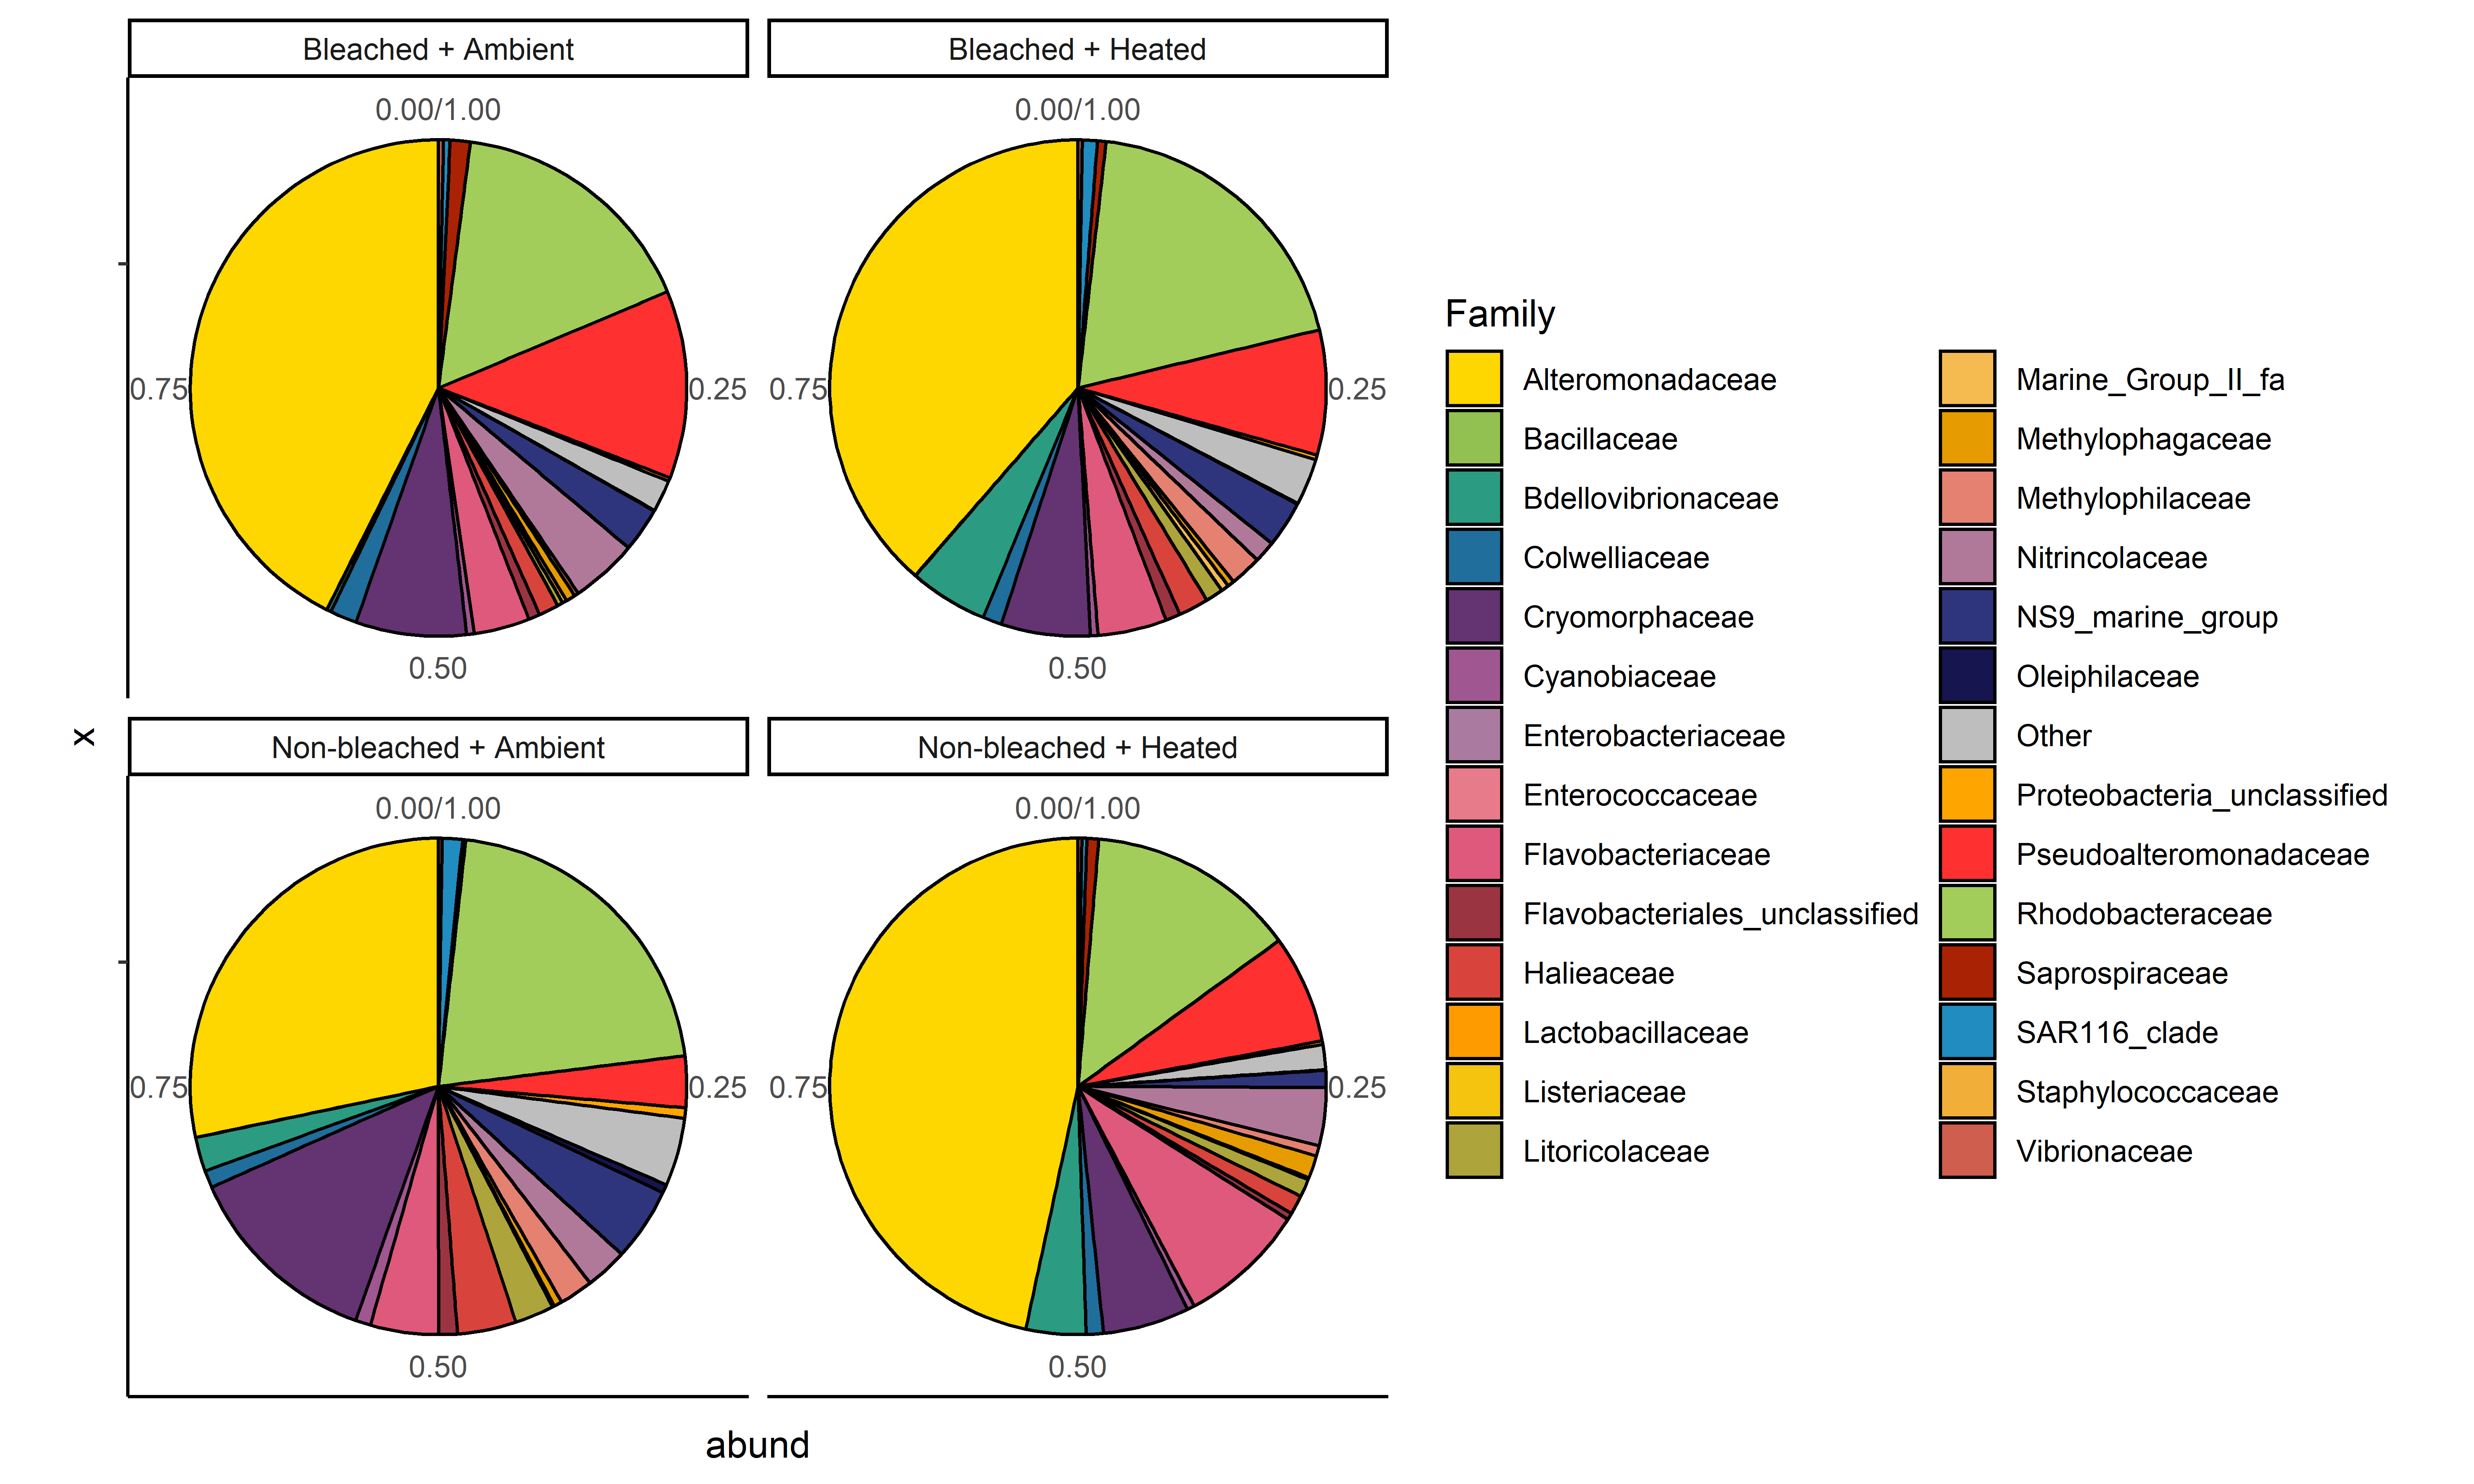 Bleached + Ambient
Bleached + Heated
0.00/1.00
0.00/1.00
0.75
0.25
0.75
0.25
0.50
0.50
x
Non-bleached + Ambient
Non-bleached + Heated
0.00/1.00
0.00/1.00
0.75
0.25
0.75
0.25
0.50
0.50
abund
Family
Alteromonadaceae
Bacillaceae
Bdellovibrionaceae
Colwelliaceae
Cryomorphaceae
Cyanobiaceae
Enterobacteriaceae
Enterococcaceae
Flavobacteriaceae
Flavobacteriales_unclassified
Halieaceae
Lactobacillaceae
Listeriaceae
Litoricolaceae
Marine_Group_II_fa
Methylophagaceae
Methylophilaceae
Nitrincolaceae
NS9_marine_group
Oleiphilaceae
Other
Proteobacteria_unclassified
Pseudoalteromonadaceae
Rhodobacteraceae
Saprospiraceae
SAR116_clade
Staphylococcaceae
Vibrionaceae